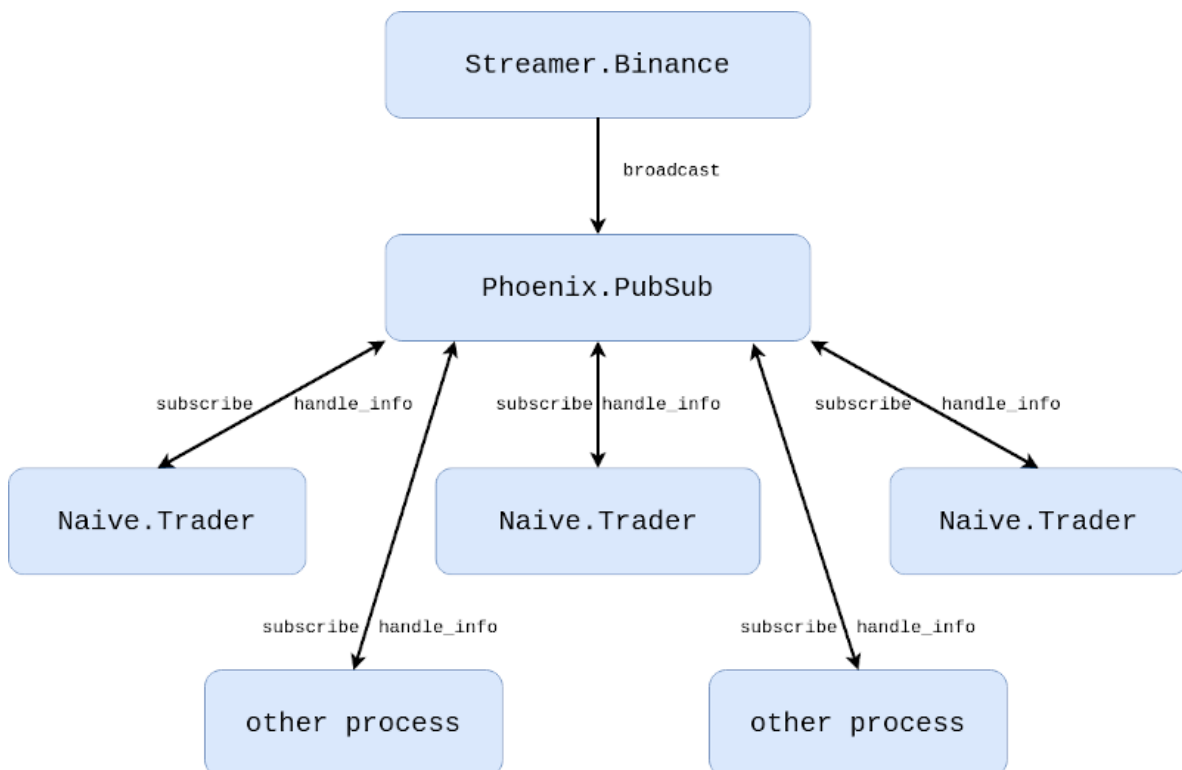 Streamer.Binance
broadcast
Phoenix.PubSub
subscribe handle_info subscribe handle_info subscribe handle_info
Naive.Trader Naive.Trader Naive.Trader
subscribe handle_info subscribe handle_info
other process other process